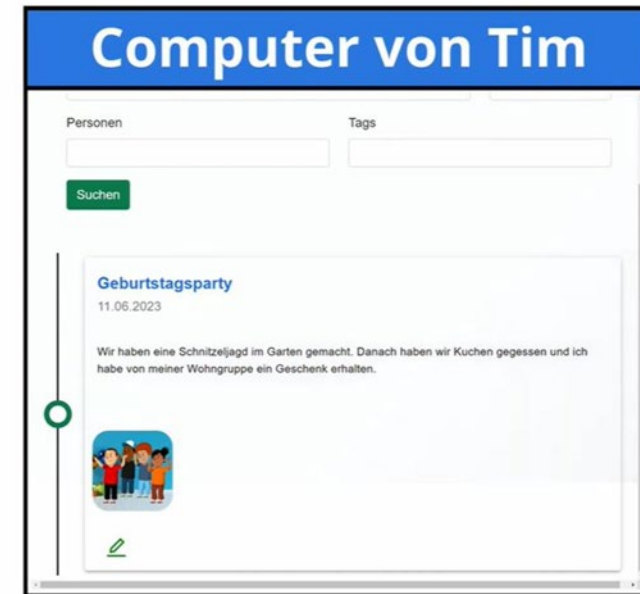 Computer von Tim
Personen
Tags
Suchen
Geburtstagsparty
11.06.2023
Wir haben eine Schnitzeljagd im Garten gemacht. Danach haben wir Kuchen gegessen und ich
habe von meiner Wohngruppe ein Geschenk erhalten.